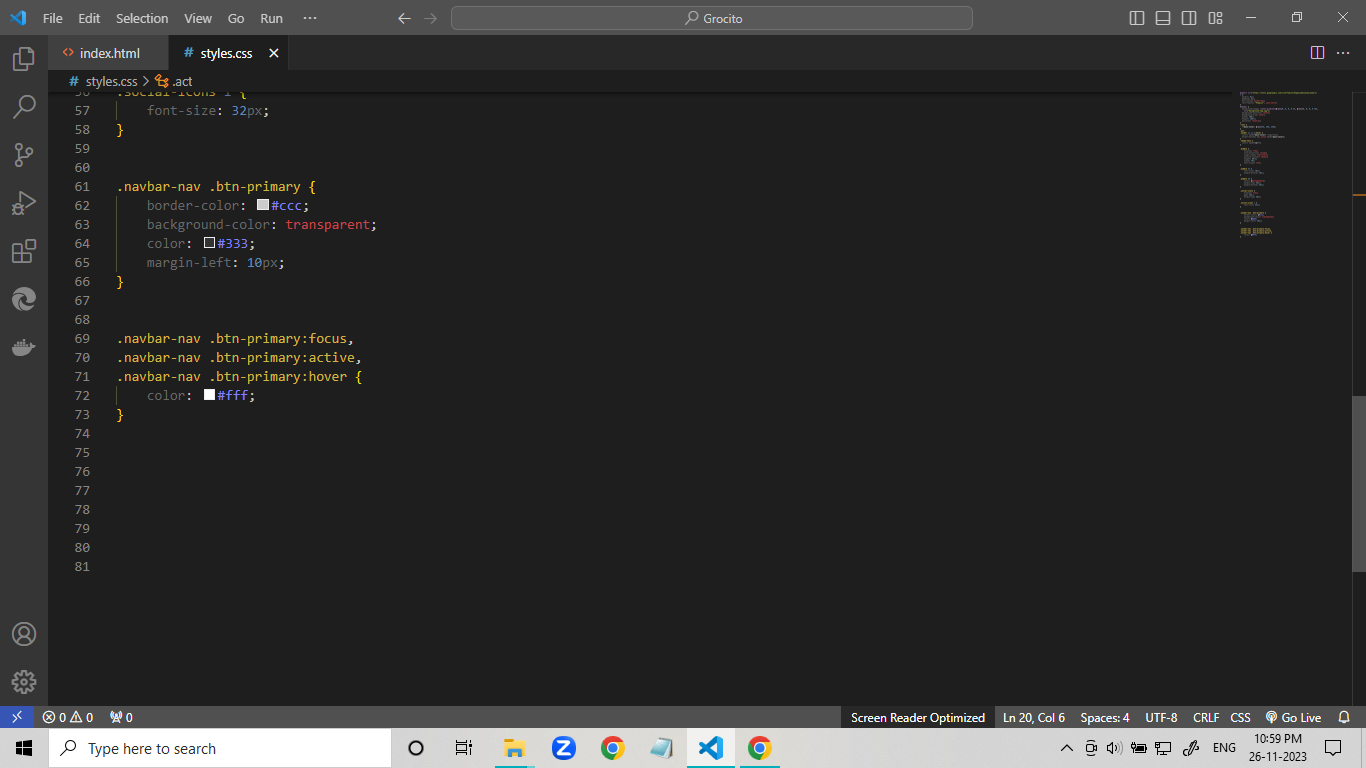 File Edit Selection View Go Run ···
Grocito
index.html
# styles.css
# styles.css > .act
56 .social-icons i {
57 font-size: 32px;
58 }
59
60
61 .navbar-nav .btn-primary {
62 border-color: #ccc;
63 background-color: transparent;
64 color: #333;
65 margin-left: 10px;
66 }
67
68
69 .navbar-nav .btn-primary:focus,
70 .navbar-nav .btn-primary:active,
71 .navbar-nav .btn-primary:hover {
72 color: #fff;
73 }
74
75
76
77
78
79
80
81
0 0 0 Screen Reader Optimized Ln 20, Col 6 Spaces: 4 UTF-8 CRLF CSS Go Live
Type here to search
ENG
10:59 PM
26-11-2023